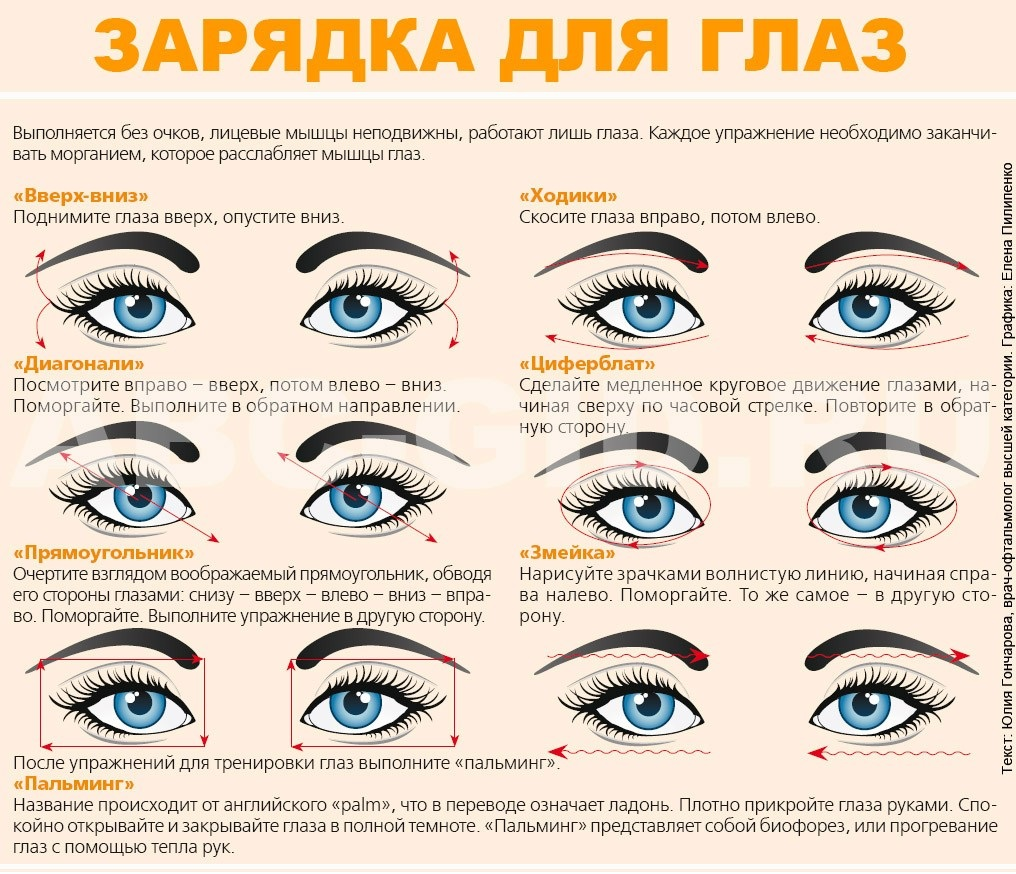 ЗАРЯДКА ДЛЯ ГЛАЗ
Выполняется без очков, лицевые мышцы неподвижны, работают лишь глаза. Каждое упражнение необходимо заканчи-
вать морганием, которое расслабляет мышцы глаз.
«Вверх-вниз»
Поднимите глаза вверх, опустите вниз.
«Ходики»
Скосите глаза вправо, потом влево.
«Диагонали»
Посмотрите вправо – вверх, потом влево – вниз.
Поморгайте. Выполните в обратном направлении.
«Циферблат»
Сделайте медленное круговое движение глазами, на-
чиная сверху по часовой стрелке. Повторите в обрат-
ную сторону.
«Прямоугольник»
Очертите взглядом воображаемый прямоугольник, обводя
его стороны глазами: снизу – вверх – влево – вниз – впра-
во. Поморгайте. Выполните упражнение в другую сторону.
«Змейка»
Нарисуйте зрачками волнистую линию, начиная спра-
ва налево. Поморгайте. То же самое – в другую сто-
рону.
После упражнений для тренировки глаз выполните «пальминг».
«Пальминг»
Название происходит от английского «palm», что в переводе означает ладонь. Плотно прикройте глаза руками. Спо-
койно открывайте и закрывайте глаза в полной темноте. «Пальминг» представляет собой биофорез, или прогревание
глаз с помощью тепла рук.
Текст: Юлия Гончарова, врач-офтальмолог высшей категории. Графика: Елена Пилипенко
ABC-GID.RU